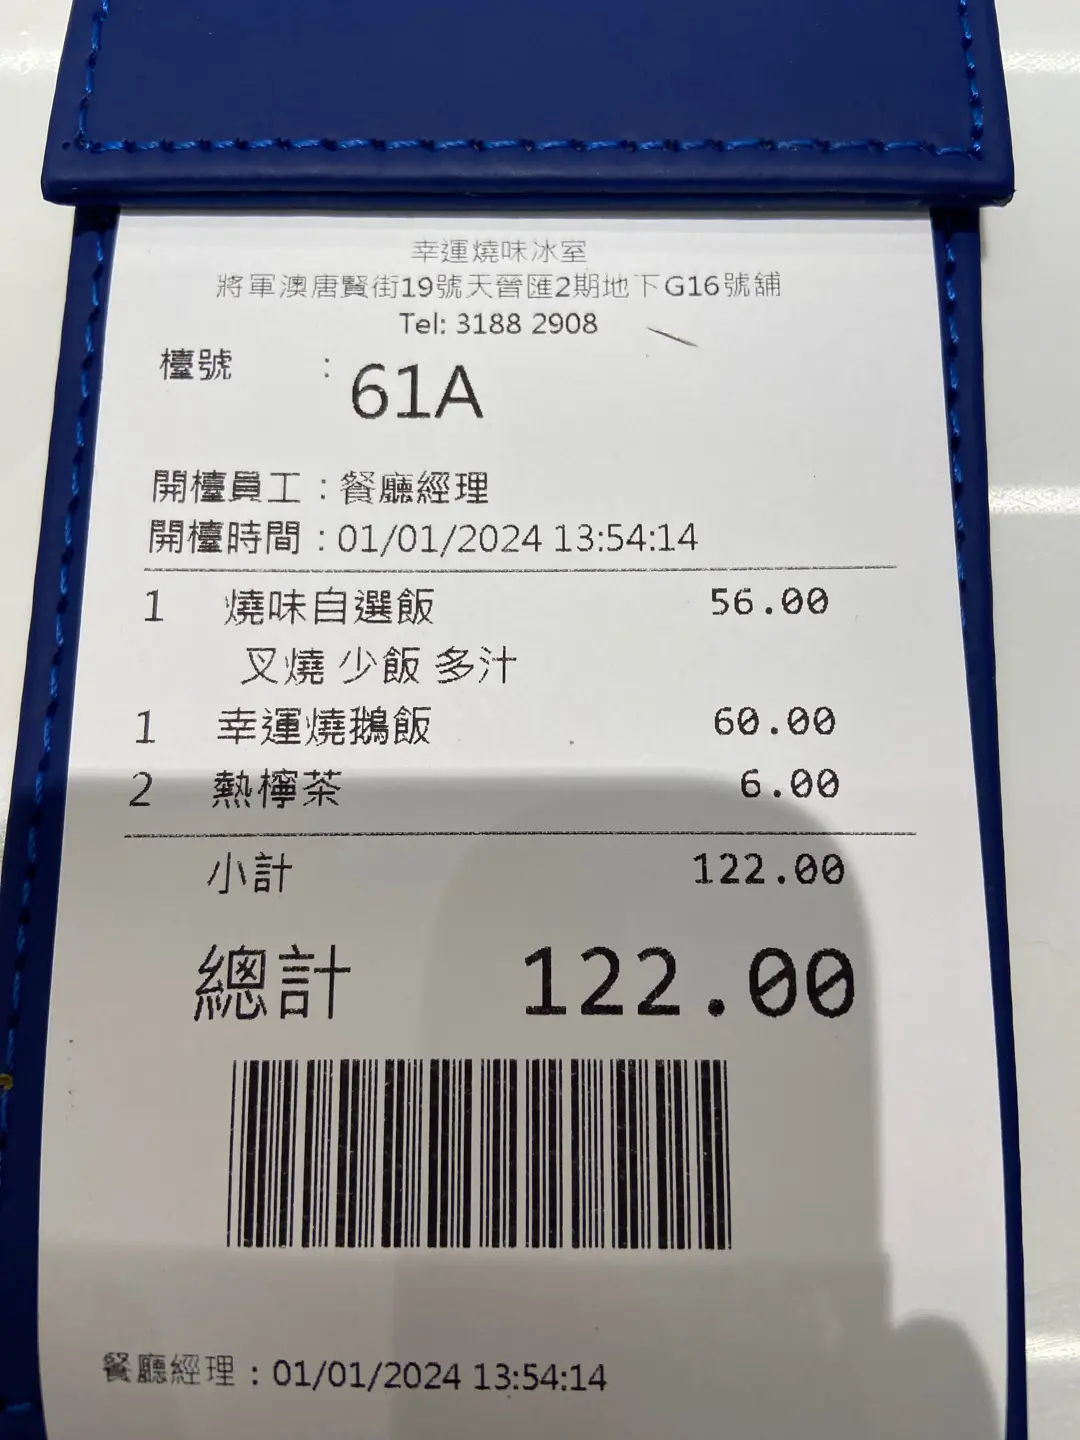 幸運燒味冰室
將軍澳唐賢街19號天晉匯2期地下G16號舖
Tel: 3188 2908
檯號 : 61A
開檯員工 : 餐廳經理
開檯時間 : 01/01/2024 13:54:14
1 燒味自選飯 56.00
叉燒 少飯 多汁
1 幸運燒鵝飯 60.00
2 熱檸茶 6.00
小計 122.00
總計 122.00
餐廳經理 : 01/01/2024 13:54:14